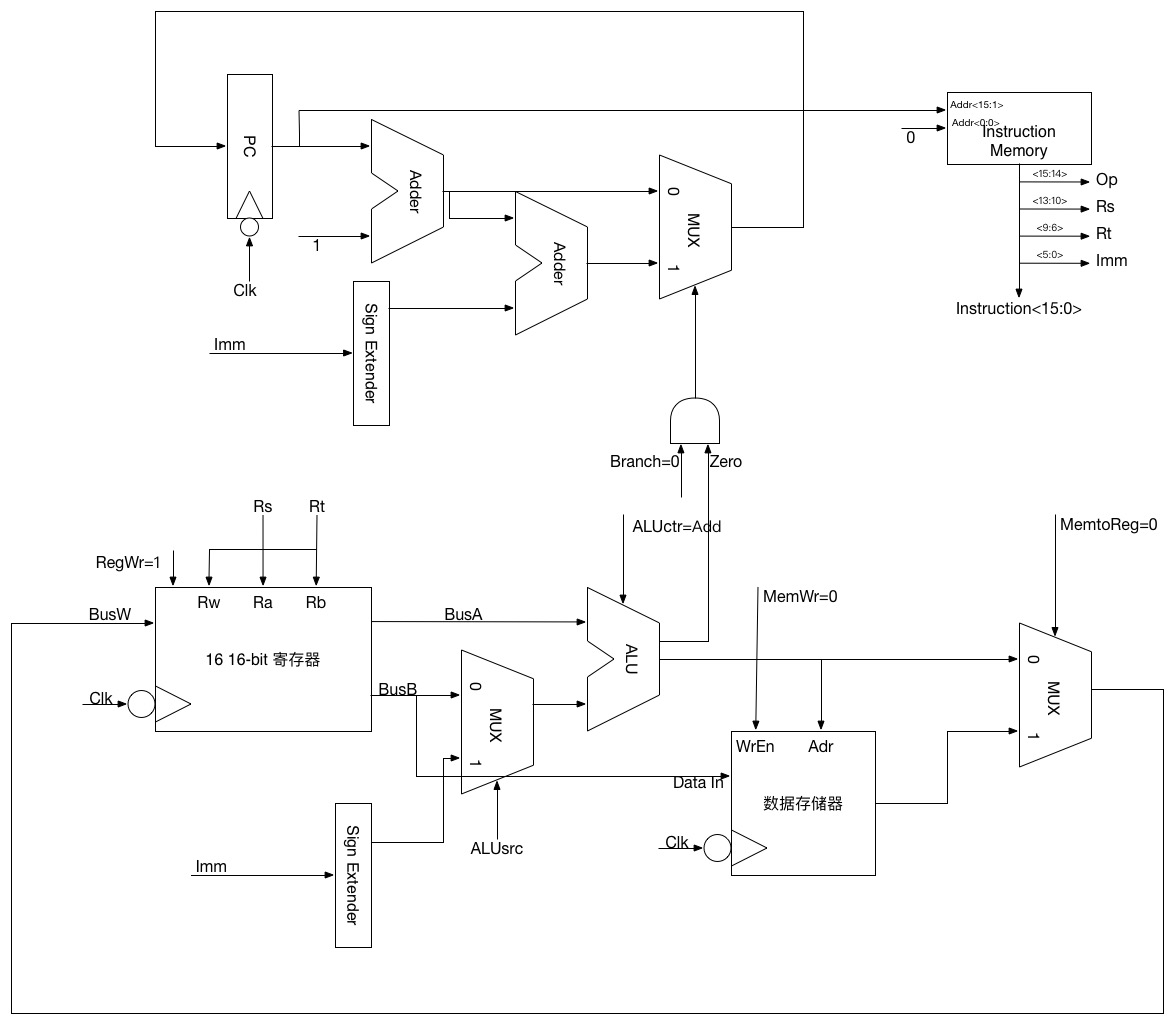 PC
Clk
Adder
1
Adder
Sign Extender
Imm
0
MUX
1
Addr<15:1>
Addr<0:0>
0
Instruction
Memory
<15:14>
Op
<13:10>
Rs
<9:6>
Rt
<5:0>
Imm
Instruction<15:0>
Branch=0
Zero
Rs
Rt
RegWr=1
Rw
Ra
Rb
BusW
16 16-bit 寄存器
Clk
BusA
BusB
0
MUX
1
ALUsrc
Imm
Sign Extender
ALUctr=Add
ALU
MemWr=0
WrEn
Adr
Data In
数据存储器
Clk
MemtoReg=0
0
MUX
1